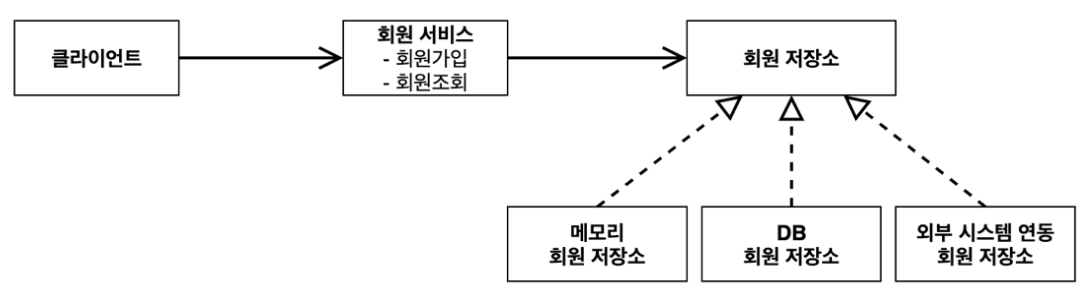 클라이언트
회원 서비스
- 회원가입
- 회원조회
회원 저장소
메모리
회원 저장소
DB
회원 저장소
외부 시스템 연동
회원 저장소